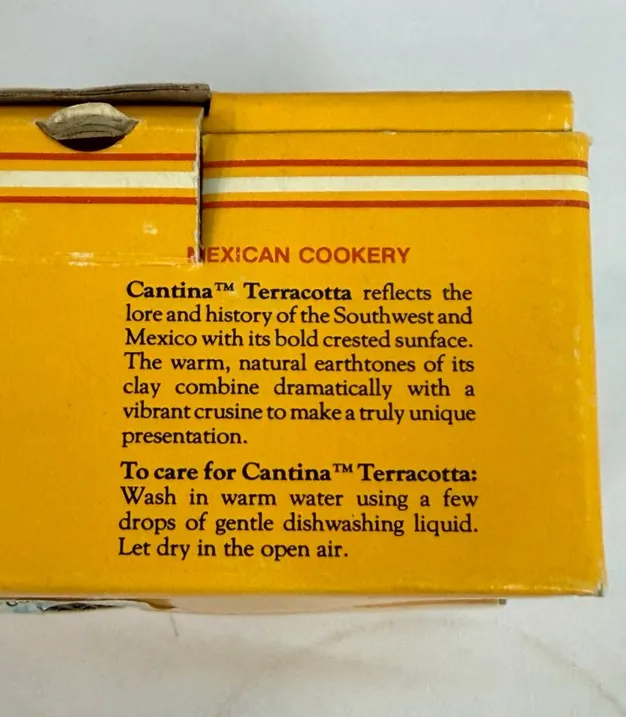 MEXICAN COOKERY
Cantina™ Terracotta reflects the
lore and history of the Southwest and
Mexico with its bold crested sunface.
The warm, natural earthtones of its
clay combine dramatically with a
vibrant crusine to make a truly unique
presentation.
To care for Cantina™ Terracotta:
Wash in warm water using a few
drops of gentle dishwashing liquid.
Let dry in the open air.